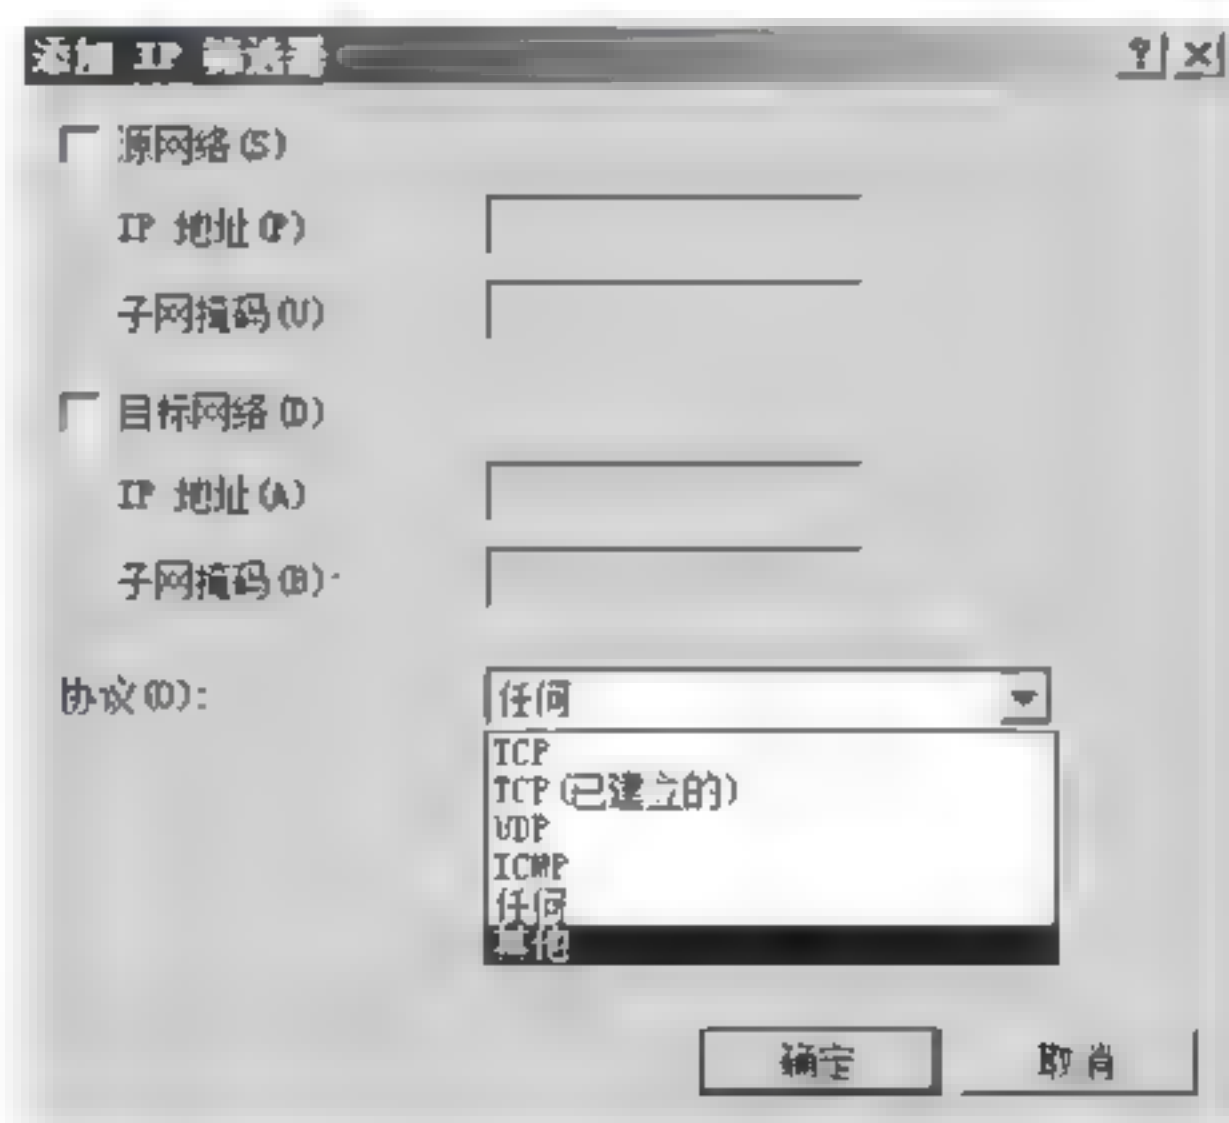 添加 IP 筛选器
源网络(S)
IP 地址(P)
子网掩码(U)
目标网络(D)
IP 地址(A)
子网掩码(B)
协议(O):
任何
TCP
TCP(已建立的)
UDP
ICMP
任何
其他
确定
取消